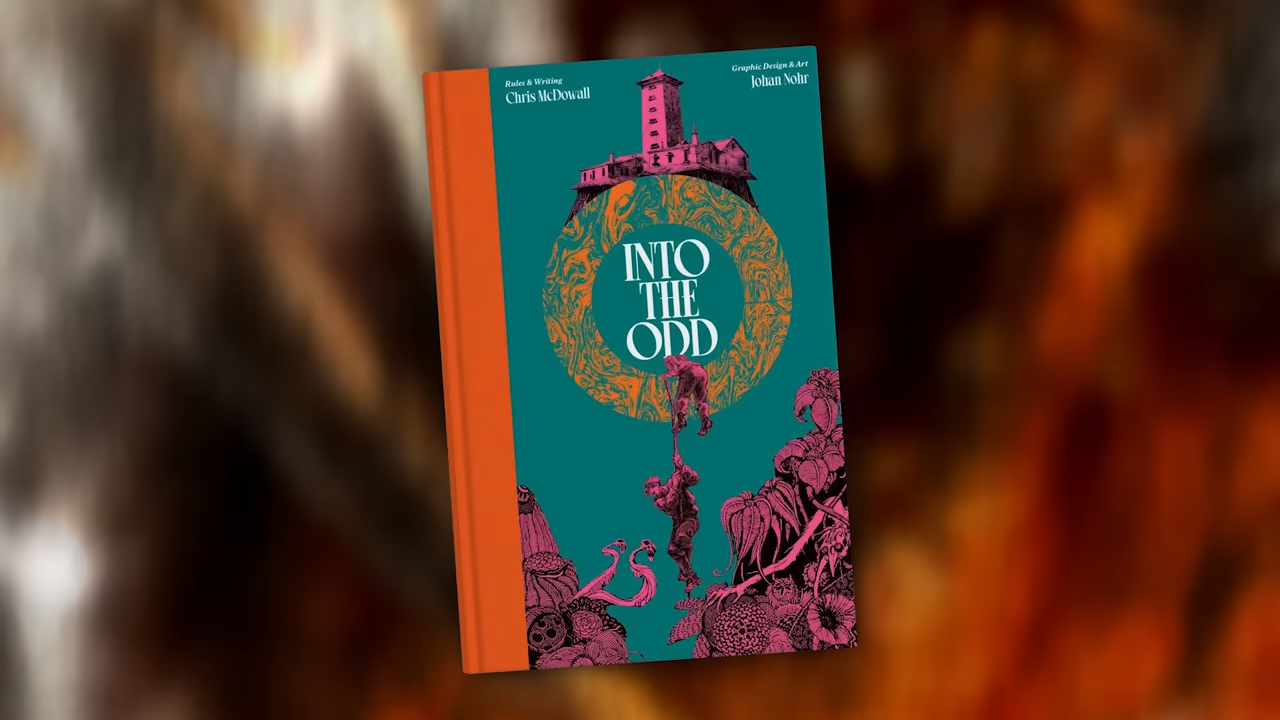 Rules & Writing
Chris McDowall
Graphic Design & Art
Johan Nohr
INTO
THE
ODD